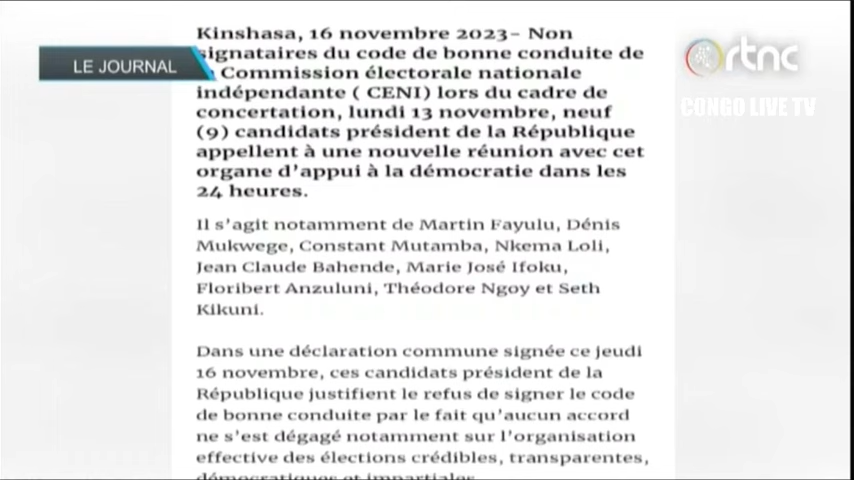 Kinshasa, 16 novembre 2023- Non
signataires du code de bonne conduite de
Commission électorale nationale
indépendante ( CENI) lors du cadre de
concertation, lundi 13 novembre, neuf
(9) candidats président de la République
appellent à une nouvelle réunion avec cet
organe d'appui à la démocratie dans les
24 heures.
Il s'agit notamment de Martin Fayulu, Dénis
Mukwege, Constant Mutamba, Nkema Loli,
Jean Claude Bahende, Marie José Ifoku,
Floribert Anzuluni, Théodore Ngoy et Seth
Kikuni.
Dans une déclaration commune signée ce jeudi
16 novembre, ces candidats président de la
République justifient le refus de signer le code
de bonne conduite par le fait qu'aucun accord
ne s'est dégagé notamment sur l'organisation
effective des élections crédibles, transparentes,
démocratiques et impartiales
LE JOURNAL
rtnc
CONGO LIVE TV